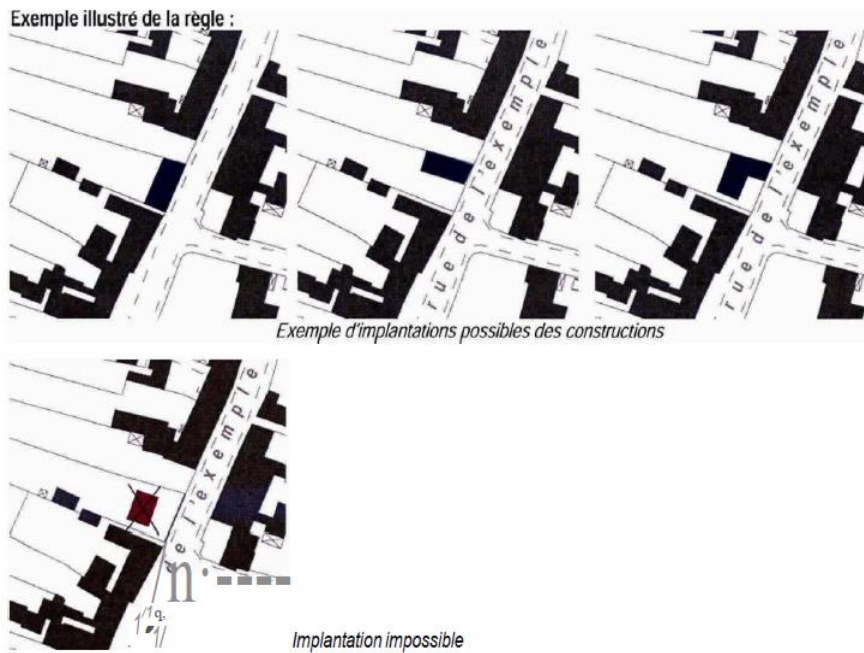 Exemple illustré de la règle :
rue de l'exemple
rue de l'exemple
Exemple d'implantations possibles des constructions
de l'exemple
Implantation impossible